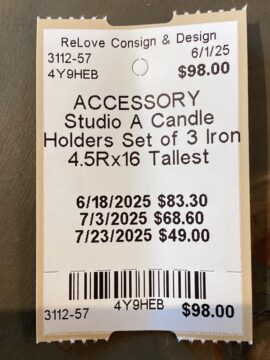 ReLove Consign & Design
3112-57 6/1/25
4Y9HEB $98.00
ACCESSORY
Studio A Candle
Holders Set of 3 Iron
4.5Rx16 Tallest
6/18/2025 $83.30
7/3/2025 $68.60
7/23/2025 $49.00
4Y9HEB
3112-57 $98.00